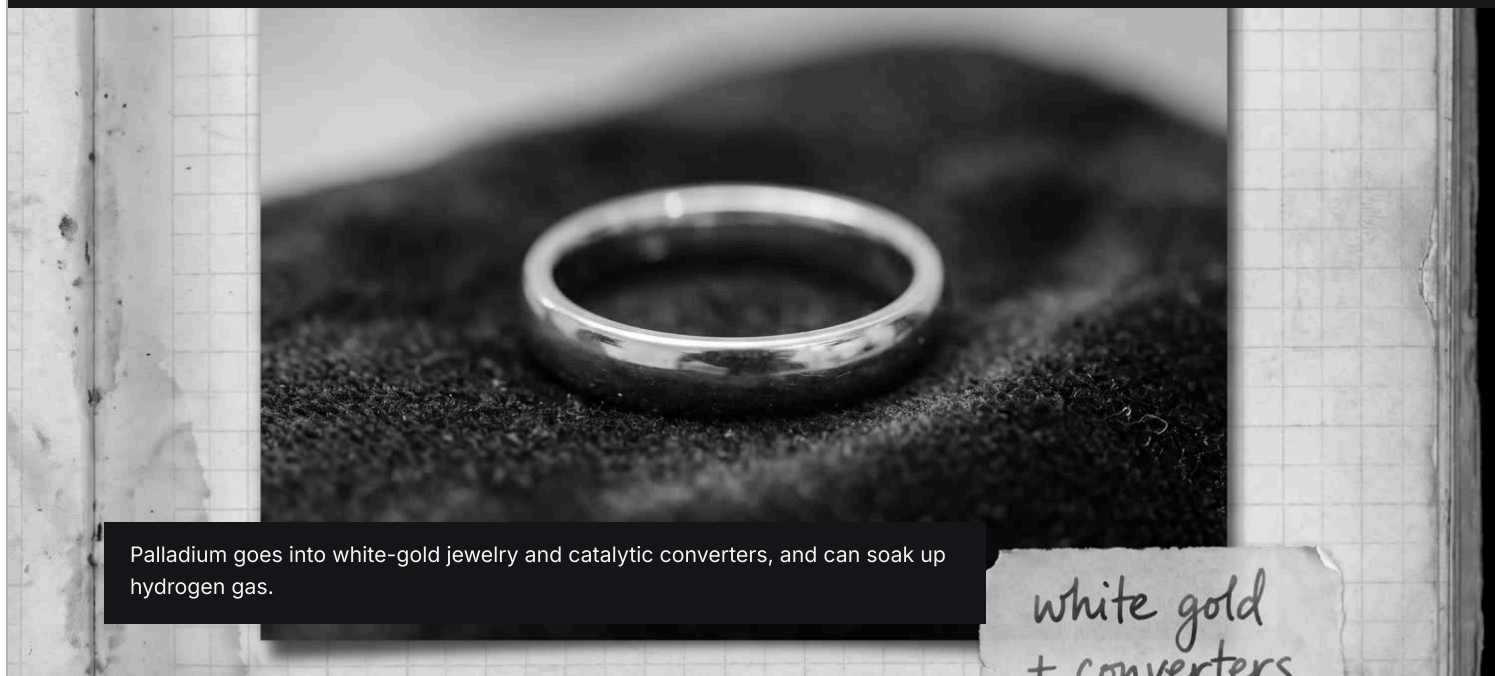 Palladium goes into white-gold jewelry and catalytic converters, and can soak up
hydrogen gas.
white gold
+ converters